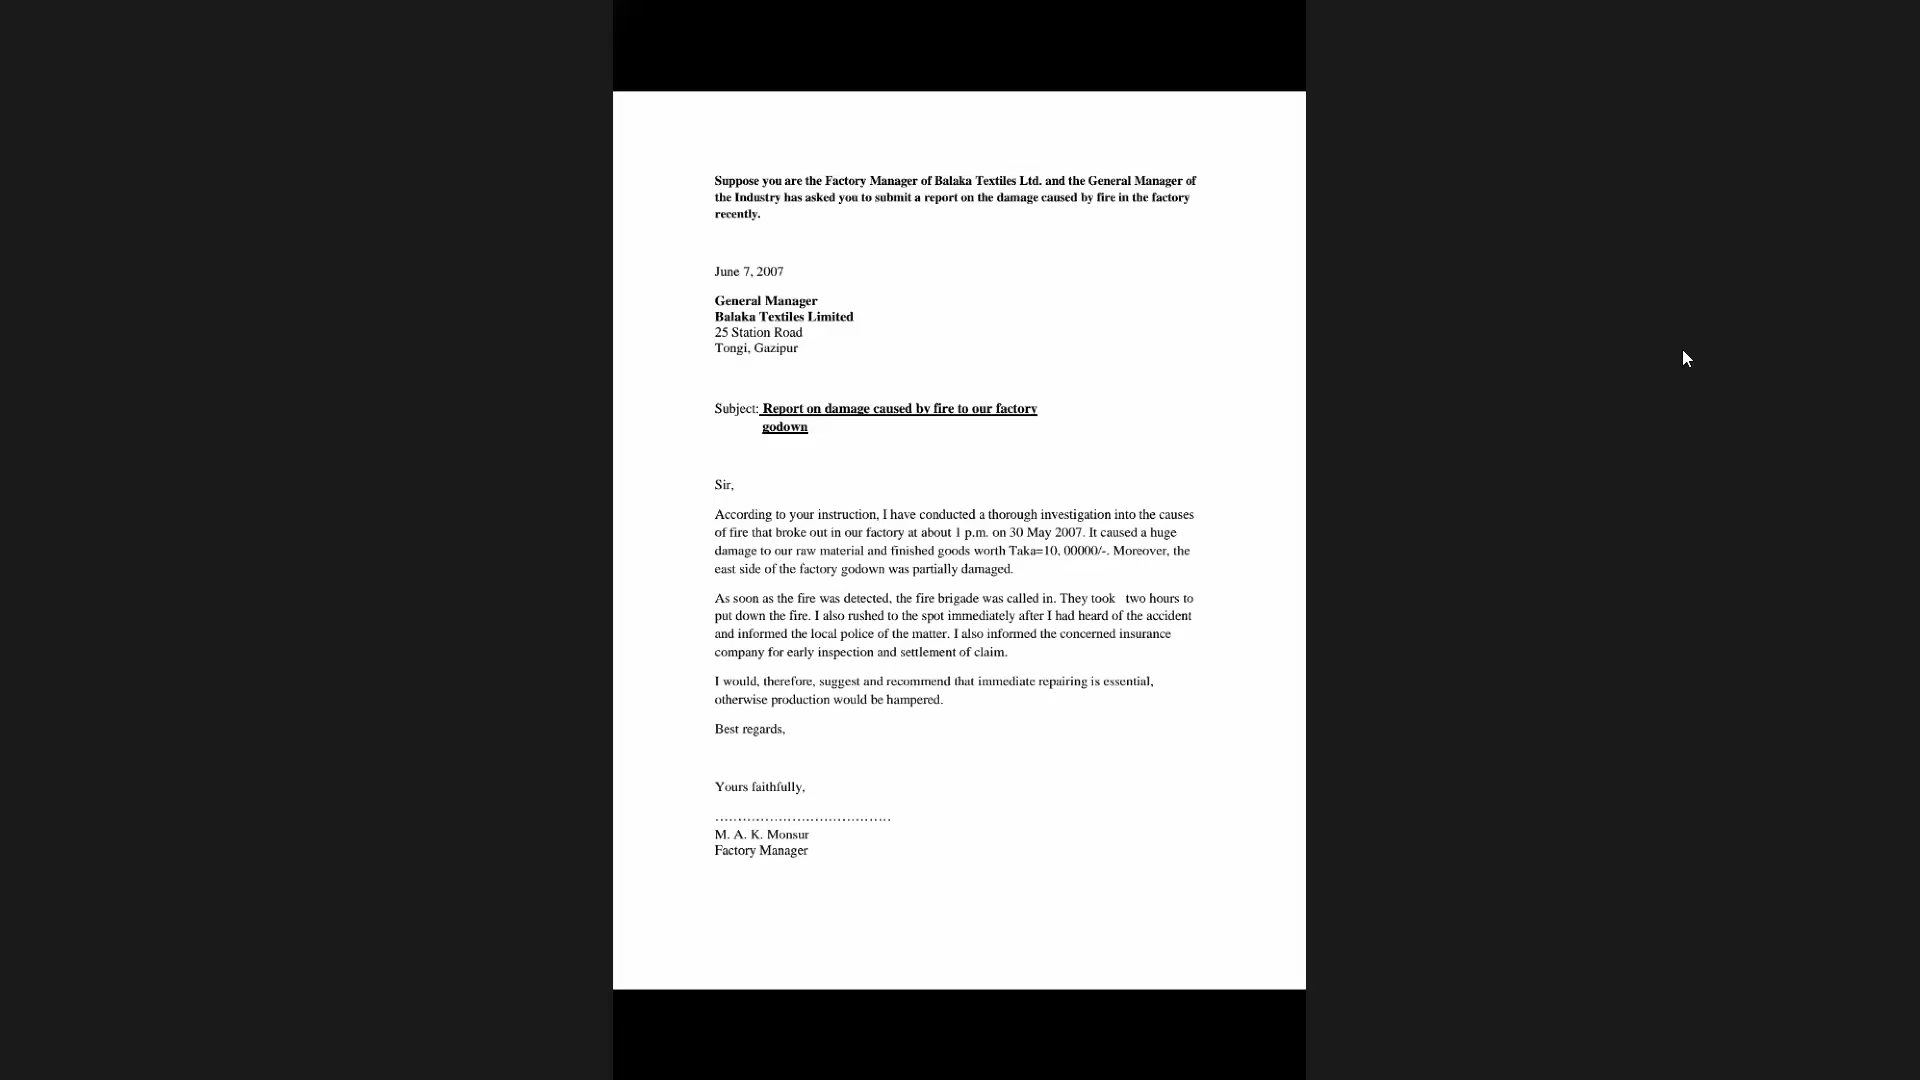 Suppose you are the Factory Manager of Balaka Textiles Ltd. and the General Manager of
the Industry has asked you to submit a report on the damage caused by fire in the factory
recently.
June 7, 2007
General Manager
Balaka Textiles Limited
25 Station Road
Tongi, Gazipur
Subject: Report on damage caused by fire to our factory
godown
Sir,
According to your instruction, I have conducted a thorough investigation into the causes
of fire that broke out in our factory at about 1 p.m. on 30 May 2007. It caused a huge
damage to our raw material and finished goods worth Taka=10, 00000/-. Moreover, the
east side of the factory godown was partially damaged.
As soon as the fire was detected, the fire brigade was called in. They took   two hours to
put down the fire. I also rushed to the spot immediately after I had heard of the accident
and informed the local police of the matter. I also informed the concerned insurance
company for early inspection and settlement of claim.
I would, therefore, suggest and recommend that immediate repairing is essential,
otherwise production would be hampered.
Best regards,
Yours faithfully,
…………………………………
M. A. K. Monsur
Factory Manager